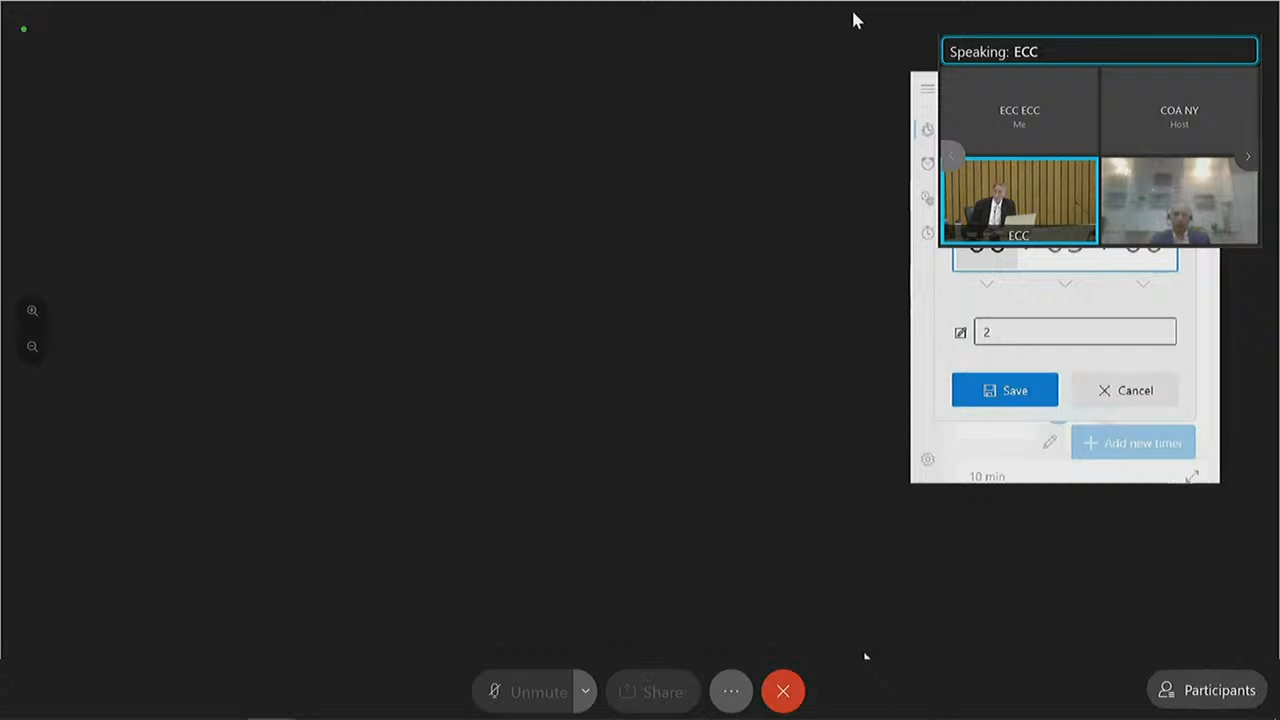 Speaking: ECC
ECC ECC
Me
COA NY
Host
ECC
2
Save
Cancel
Add new timer
10 min
Unmute
Share
Participants